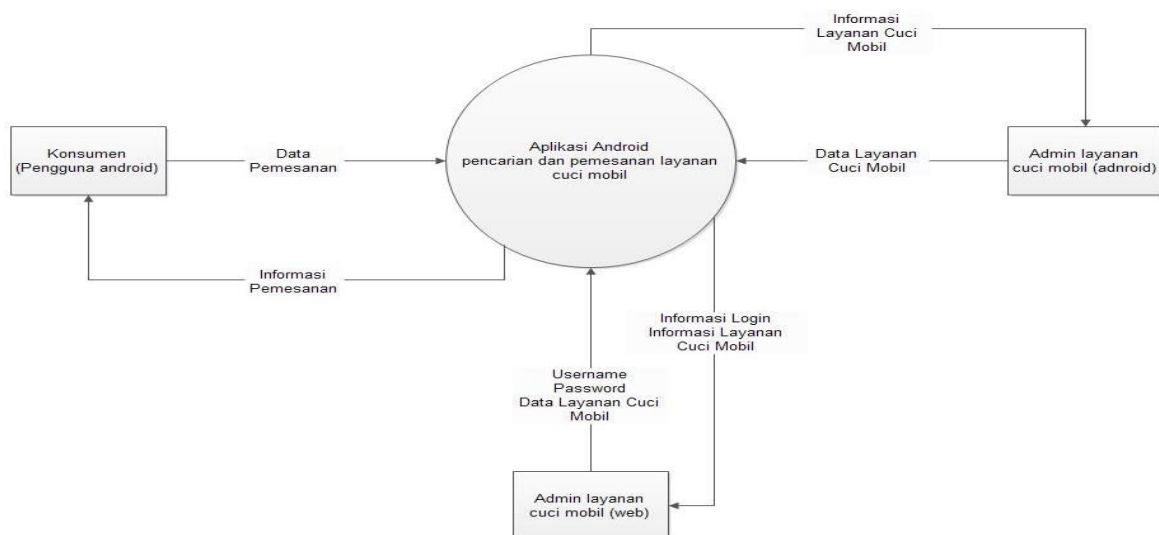 Informasi
Layanan Cuci
Mobil
Konsumen
(Pengguna android)
Data
Pemesanan
Aplikasi Android
pencarian dan pemesanan layanan
cuci mobil
Data Layanan
Cuci Mobil
Admin layanan
cuci mobil (adnroid)
Informasi
Pemesanan
Informasi Login
Informasi Layanan
Cuci Mobil
Username
Password
Data Layanan Cuci
Mobil
Admin layanan
cuci mobil (web)